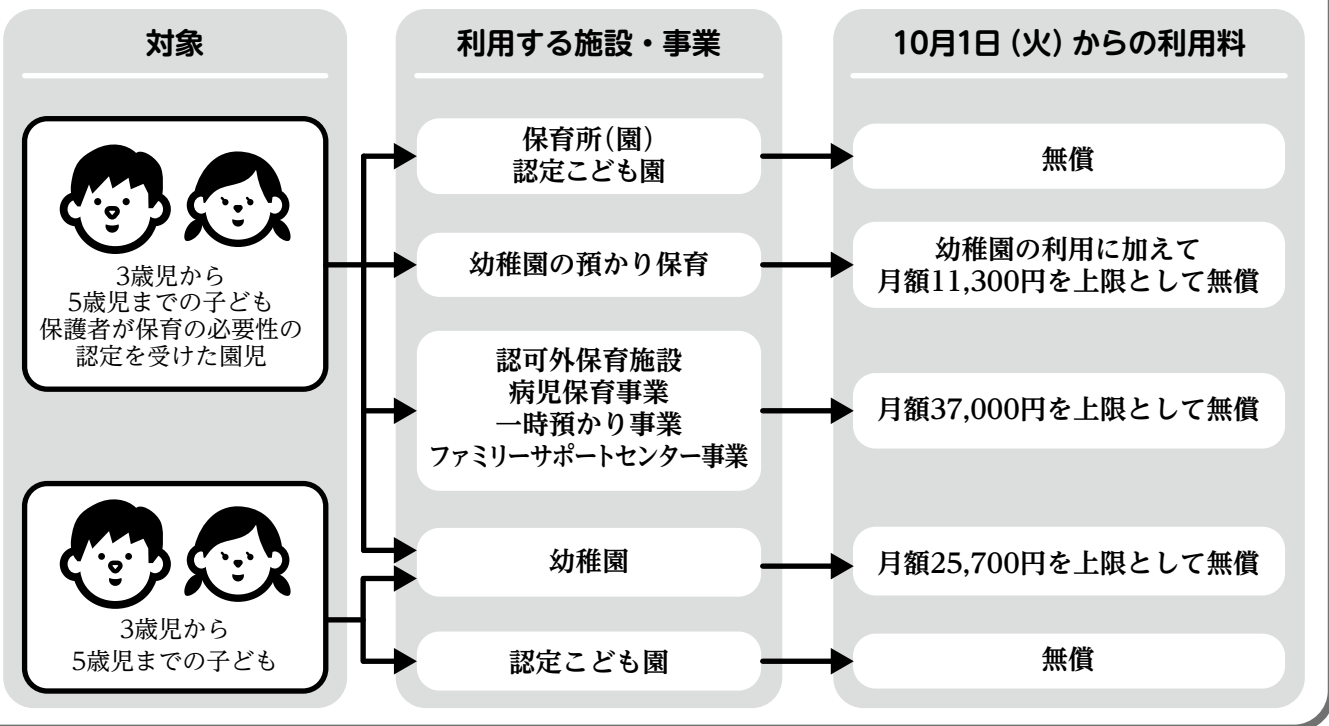 対象
利用する施設・事業
10月1日（火）からの利用料
3歳児から
5歳児までの子ども
保護者が保育の必要性の
認定を受けた園児
保育所（園）
認定こども園
無償
幼稚園の預かり保育
幼稚園の利用に加えて
月額11,300円を上限として無償
認可外保育施設
病児保育事業
一時預かり事業
ファミリーサポートセンター事業
月額37,000円を上限として無償
3歳児から
5歳児までの子ども
幼稚園
月額25,700円を上限として無償
認定こども園
無償